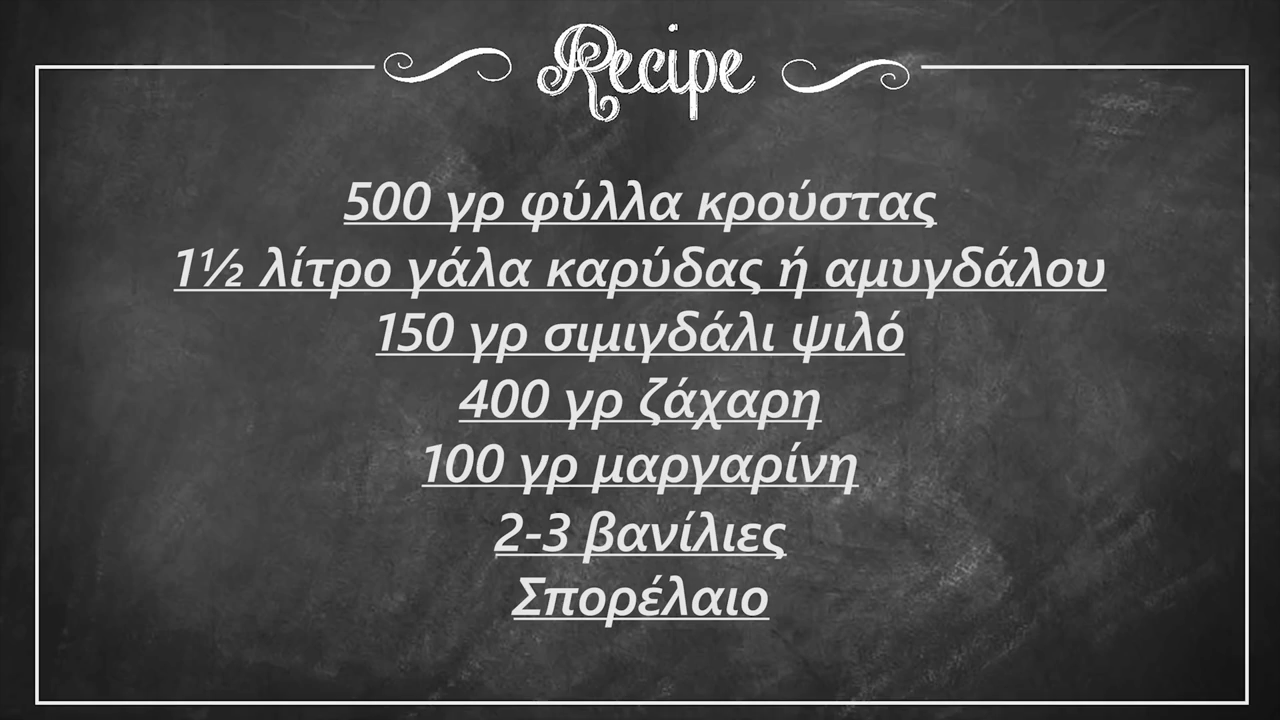 Recipe
500 γρ φύλλα κρούστας
1½ λίτρο γάλα καρύδας ή αμυγδάλου
150 γρ σιμιγδάλι ψιλό
400 γρ ζάχαρη
100 γρ μαργαρίνη
2-3 βανίλιες
Σπορέλαιο